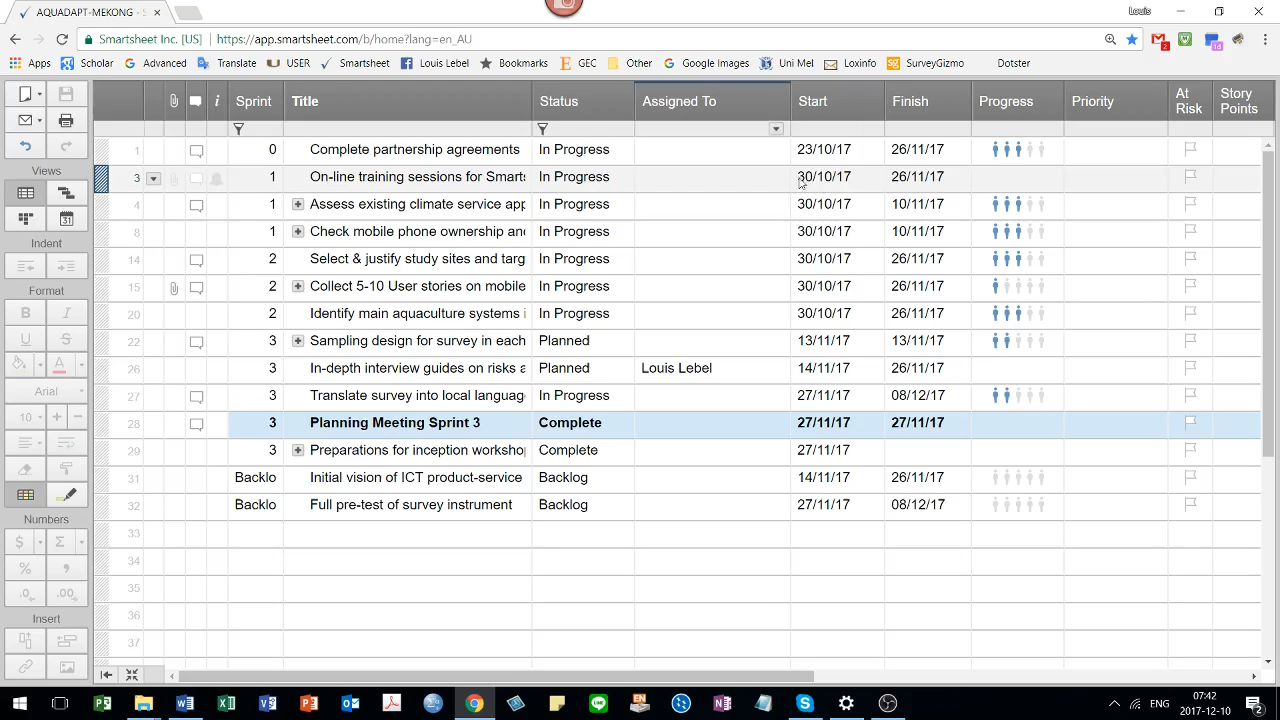 AQUADAPT-MEKONG - Sm
Louis
Smartsheet Inc. [US] https://app.smartsheet.com/b/home?lang=en_AU
Apps Scholar Advanced Translate USER Smartsheet Louis Lebel Bookmarks GEC Other Google Images Uni Mel Loxinfo SurveyGizmo Dotster
Views
Indent
Format
B I
U S
A
Arial
10 + −
Numbers
$ Σ
% ,
.0 .00
Insert
i Sprint Title Status Assigned To Start Finish Progress Priority At Risk Story Points
1 0 Complete partnership agreements In Progress 23/10/17 26/11/17
3 1 On-line training sessions for Smarts In Progress 30/10/17 26/11/17
4 1 Assess existing climate service app In Progress 30/10/17 10/11/17
8 1 Check mobile phone ownership and In Progress 30/10/17 10/11/17
14 2 Select & justify study sites and targ In Progress 30/10/17 26/11/17
15 2 Collect 5-10 User stories on mobile In Progress 30/10/17 26/11/17
20 2 Identify main aquaculture systems i In Progress 30/10/17 26/11/17
22 3 Sampling design for survey in each Planned 13/11/17 13/11/17
26 3 In-depth interview guides on risks a Planned Louis Lebel 14/11/17 26/11/17
27 3 Translate survey into local languag In Progress 27/11/17 08/12/17
28 3 Planning Meeting Sprint 3 Complete 27/11/17 27/11/17
29 3 Preparations for inception worksho Complete 27/11/17
31 Backlo Initial vision of ICT product-service Backlog 14/11/17 26/11/17
32 Backlo Full pre-test of survey instrument Backlog 27/11/17 08/12/17
33
34
35
36
37
ENG 07:42
2017-12-10